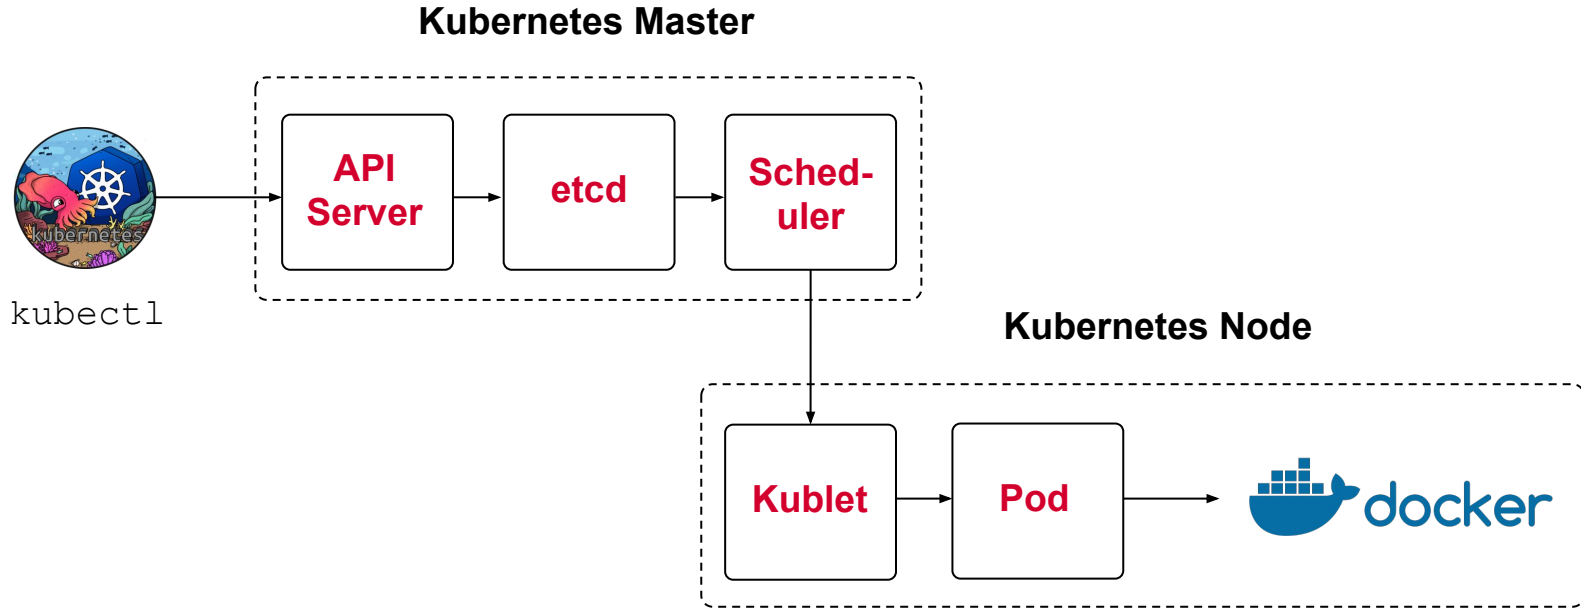 Kubernetes Master
API
Server
etcd
Sched-
uler
kubernetes
kubectl
Kubernetes Node
Kublet
Pod
docker